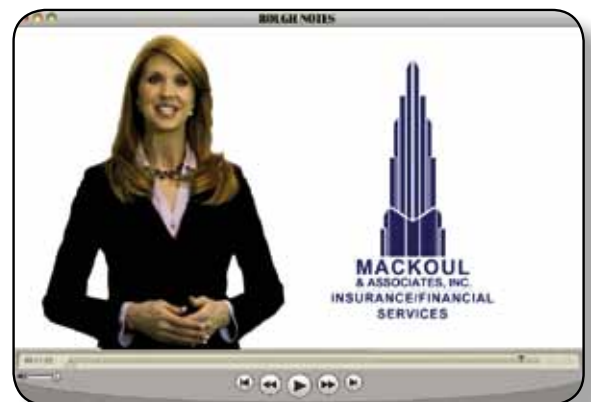 ROUGH NOTES
MACKOUL
& ASSOCIATES, INC.
INSURANCE/FINANCIAL
SERVICES